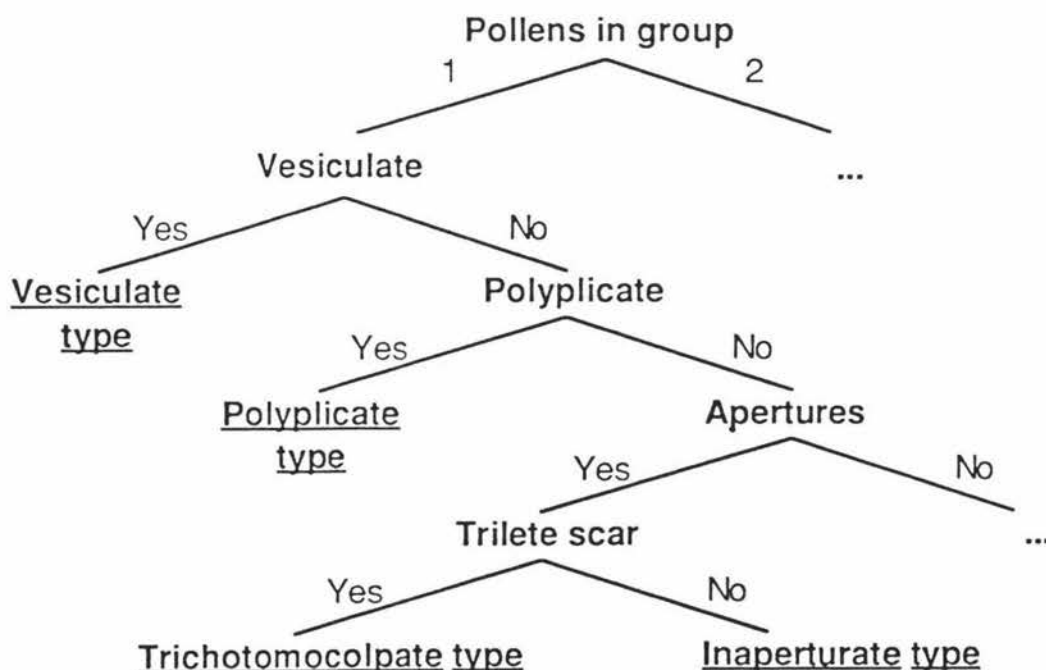 Pollens in group
1 2
Vesiculate ...
Yes No
Vesiculate
type
Polyplicate
Yes No
Polyplicate
type
Apertures
Yes No
Trilete scar ...
Yes No
Trichotomocolpate type Inaperturate type